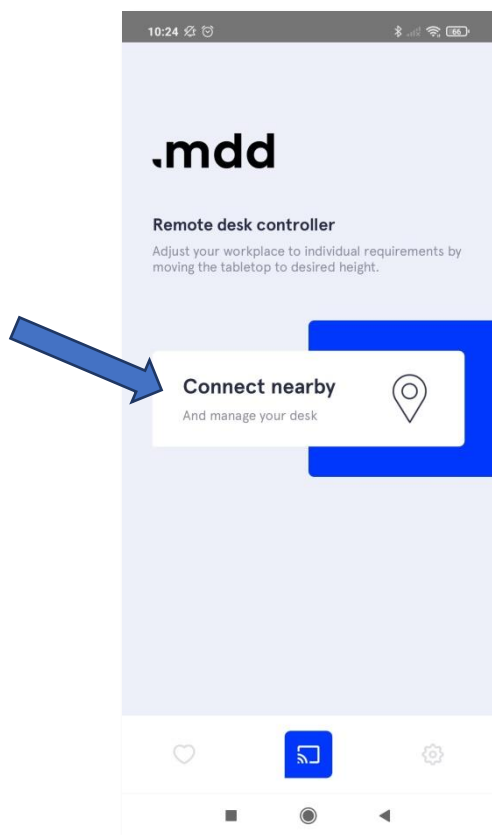 10:24
66
.mdd
Remote desk controller
Adjust your workplace to individual requirements by
moving the tabletop to desired height.
Connect nearby
And manage your desk